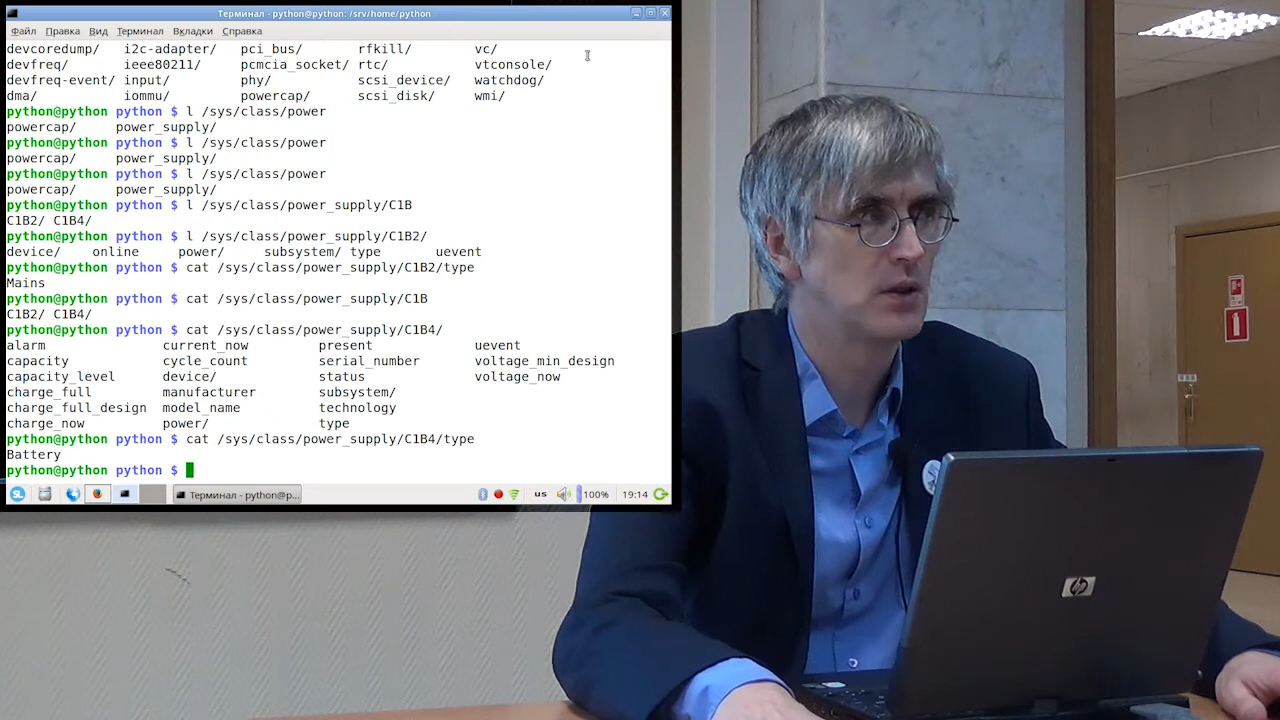 Терминал - python@python: /srv/home/python
Файл Правка Вид Терминал Вкладки Справка
devcoredump/ i2c-adapter/ pci_bus/ rfkill/ vc/
devfreq/ ieee80211/ pcmcia_socket/ rtc/ vtconsole/
devfreq-event/ input/ phy/ scsi_device/ watchdog/
dma/ iommu/ powercap/ scsi_disk/ wmi/
python@python python $ l /sys/class/power
powercap/ power_supply/
python@python python $ l /sys/class/power
powercap/ power_supply/
python@python python $ l /sys/class/power
powercap/ power_supply/
python@python python $ l /sys/class/power_supply/C1B
C1B2/ C1B4/
python@python python $ l /sys/class/power_supply/C1B2/
device/ online power/ subsystem/ type uevent
python@python python $ cat /sys/class/power_supply/C1B2/type
Mains
python@python python $ cat /sys/class/power_supply/C1B
C1B2/ C1B4/
python@python python $ cat /sys/class/power_supply/C1B4/
alarm current_now present uevent
capacity cycle_count serial_number voltage_min_design
capacity_level device/ status voltage_now
charge_full manufacturer subsystem/
charge_full_design model_name technology
charge_now power/ type
python@python python $ cat /sys/class/power_supply/C1B4/type
Battery
python@python python $
Терминал - python@p...
us 100% 19:14
hp